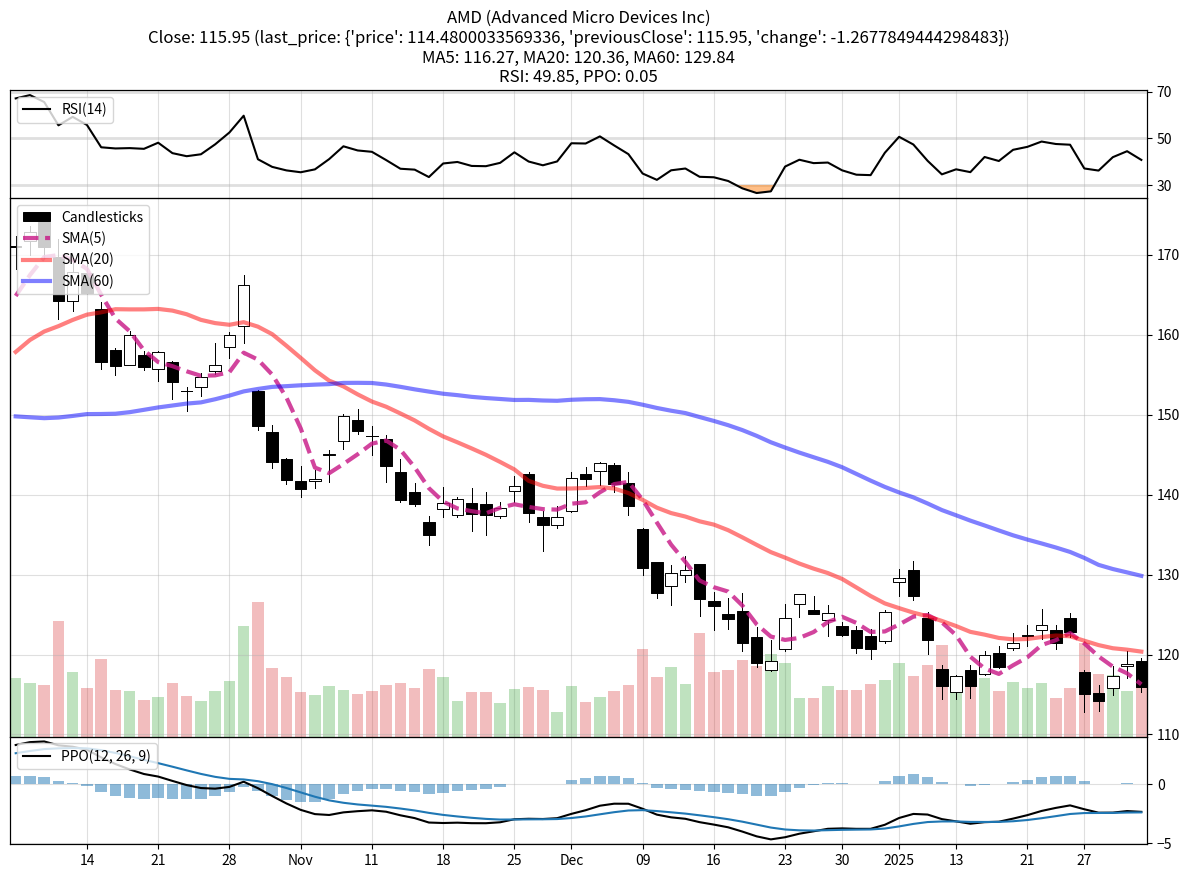 AMD (Advanced Micro Devices Inc)
Close: 115.95 (last_price: {'price': 114.4800033569336, 'previousClose': 115.95, 'change': -1.2677849444298483})
MA5: 116.27, MA20: 120.36, MA60: 129.84
RSI: 49.85, PPO: 0.05
RSI(14)
70
50
30
Candlesticks
SMA(5)
SMA(20)
SMA(60)
170
160
150
140
130
120
110
PPO(12, 26, 9)
0
−5
14 21 28 Nov 11 18 25 Dec 09 16 23 30 2025 13 21 27